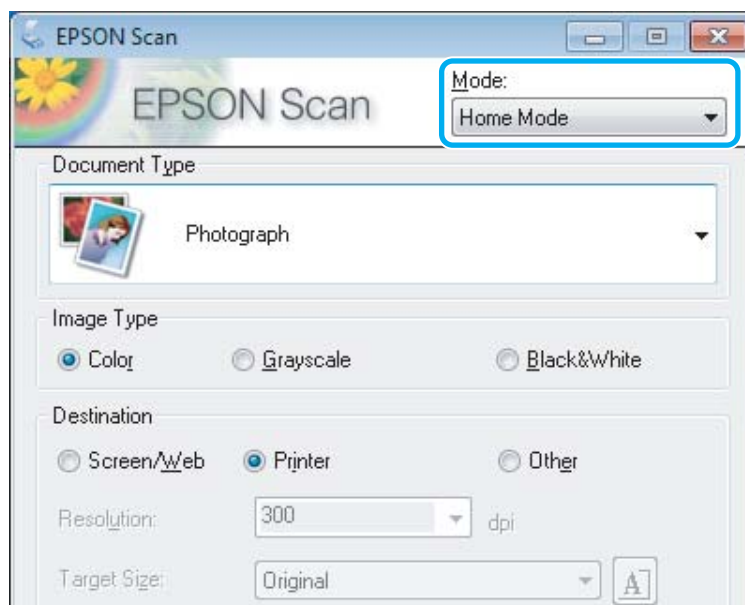 EPSON Scan
EPSON Scan
Mode:
Home Mode
Document Type
Photograph
Image Type
Color Grayscale Black&White
Destination
Screen/Web Printer Other
Resolution: 300 dpi
Target Size: Original A